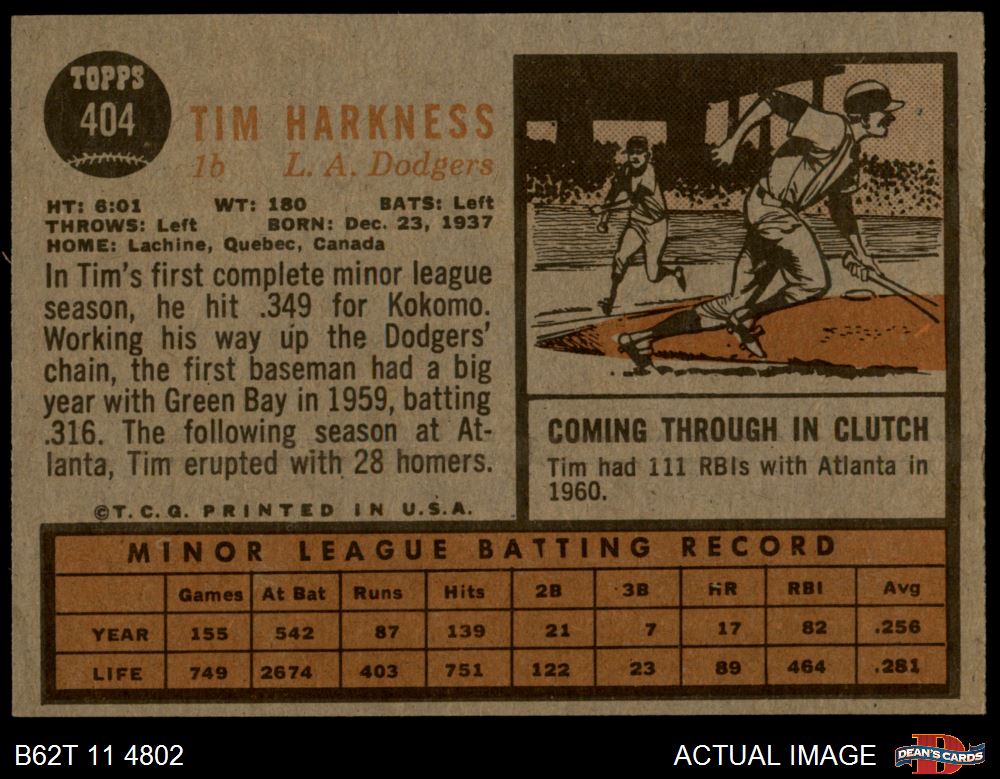 TOPPS
404
TIM HARKNESS
1b L. A. Dodgers
HT: 6:01 WT: 180 BATS: Left
THROWS: Left BORN: Dec. 23, 1937
HOME: Lachine, Quebec, Canada
In Tim's first complete minor league
season, he hit .349 for Kokomo.
Working his way up the Dodgers'
chain, the first baseman had a big
year with Green Bay in 1959, batting
.316. The following season at At-
lanta, Tim erupted with 28 homers.
©T. C. G. PRINTED IN U.S.A.
COMING THROUGH IN CLUTCH
Tim had 111 RBIs with Atlanta in
1960.
MINOR LEAGUE BATTING RECORD
Games At Bat Runs Hits 2B 3B HR RBI Avg
YEAR 155 542 87 139 21 7 17 82 .256
LIFE 749 2674 403 751 122 23 89 464 .281
B62T 11 4802 ACTUAL IMAGE DEAN'S CARDS